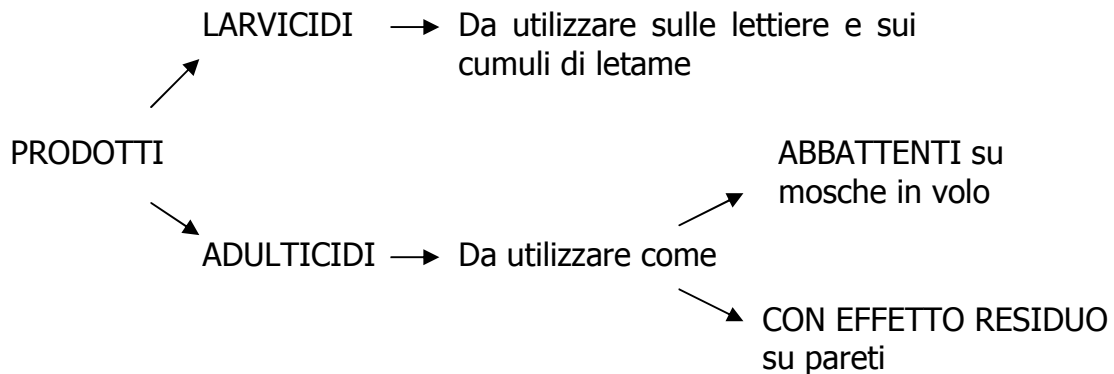 LARVICIDI
Da utilizzare sulle lettiere e sui
cumuli di letame
PRODOTTI
ABBATTENTI su
mosche in volo
ADULTICIDI
Da utilizzare come
CON EFFETTO RESIDUO
su pareti